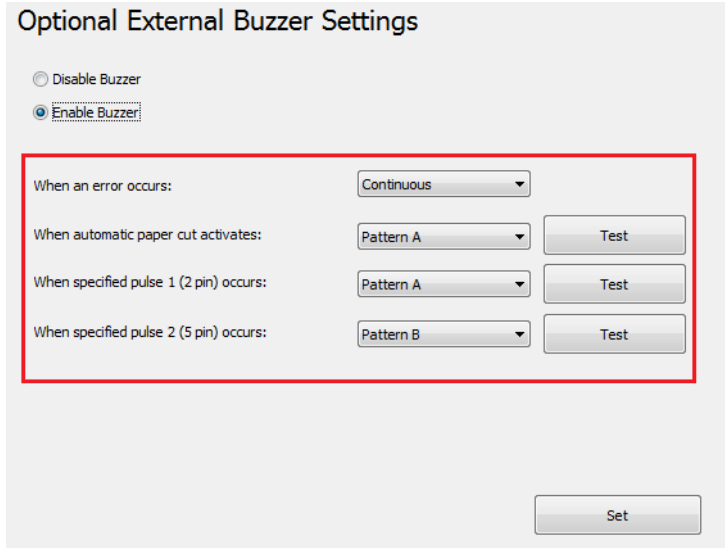 Optional External Buzzer Settings
Disable Buzzer
Enable Buzzer
When an error occurs: Continuous
When automatic paper cut activates: Pattern A Test
When specified pulse 1 (2 pin) occurs: Pattern A Test
When specified pulse 2 (5 pin) occurs: Pattern B Test
Set